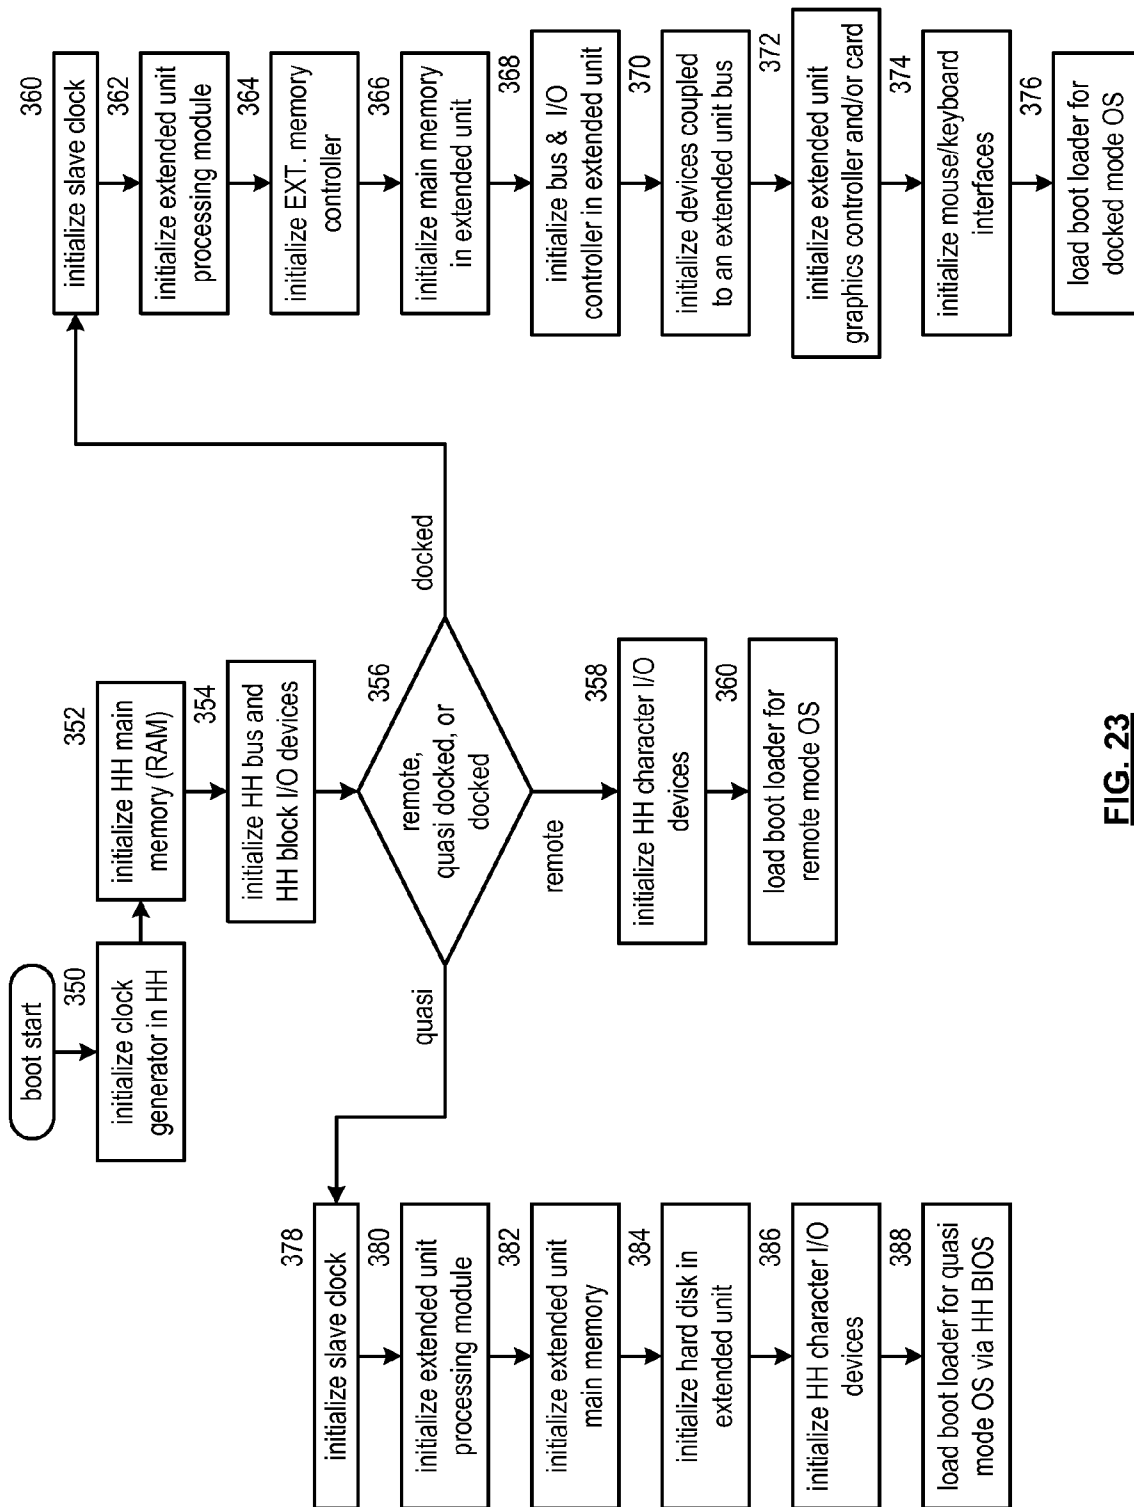 boot start
350
initialize clock
generator in HH
352
initialize HH main
memory (RAM)
354
initialize HH bus and
HH block I/O devices
356
remote,
quasi docked, or
docked
quasi
remote
docked
358
initialize HH character I/O
devices
360
load boot loader for
remote mode OS
360
initialize slave clock
362
initialize extended unit
processing module
364
initialize EXT. memory
controller
366
initialize main memory
in extended unit
368
initialize bus & I/O
controller in extended unit
370
initialize devices coupled
to an extended unit bus
372
initialize extended unit
graphics controller and/or card
374
initialize mouse/keyboard
interfaces
376
load boot loader for
docked mode OS
378
initialize slave clock
380
initialize extended unit
processing module
382
initialize extended unit
main memory
384
initialize hard disk in
extended unit
386
initialize HH character I/O
devices
388
load boot loader for quasi
mode OS via HH BIOS
FIG. 23